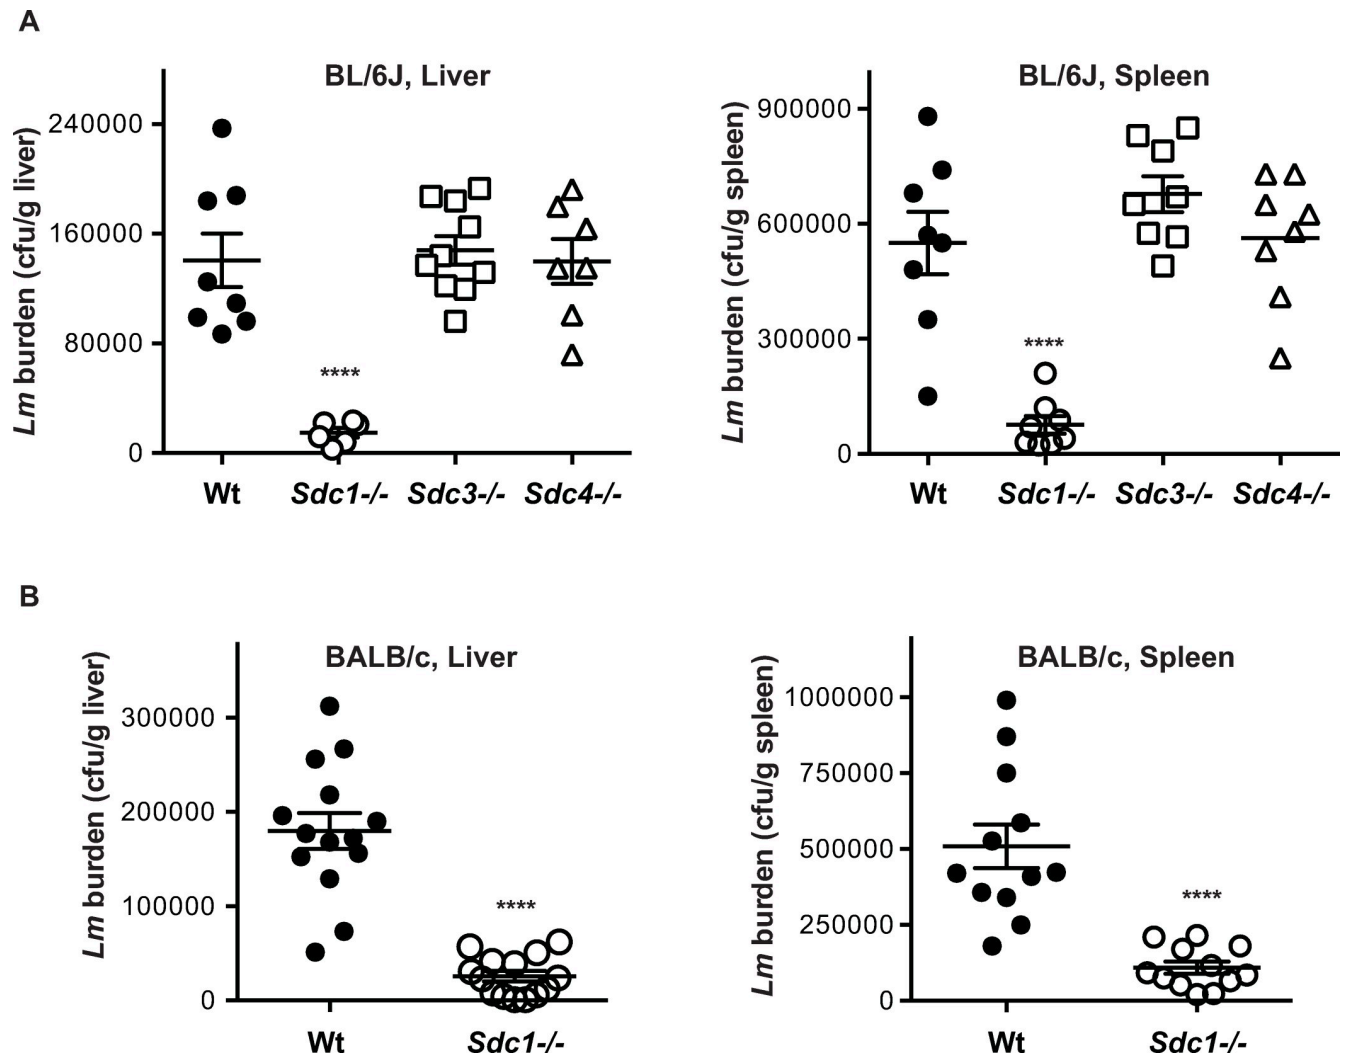 A
BL/6J, Liver
Lm burden (cfu/g liver)
240000
160000
80000
0
****
Wt
Sdc1-/-
Sdc3-/-
Sdc4-/-
BL/6J, Spleen
Lm burden (cfu/g spleen)
900000
600000
300000
0
****
Wt
Sdc1-/-
Sdc3-/-
Sdc4-/-
B
BALB/c, Liver
Lm burden (cfu/g liver)
300000
200000
100000
0
****
Wt
Sdc1-/-
BALB/c, Spleen
Lm burden (cfu/g spleen)
1000000
750000
500000
250000
0
****
Wt
Sdc1-/-